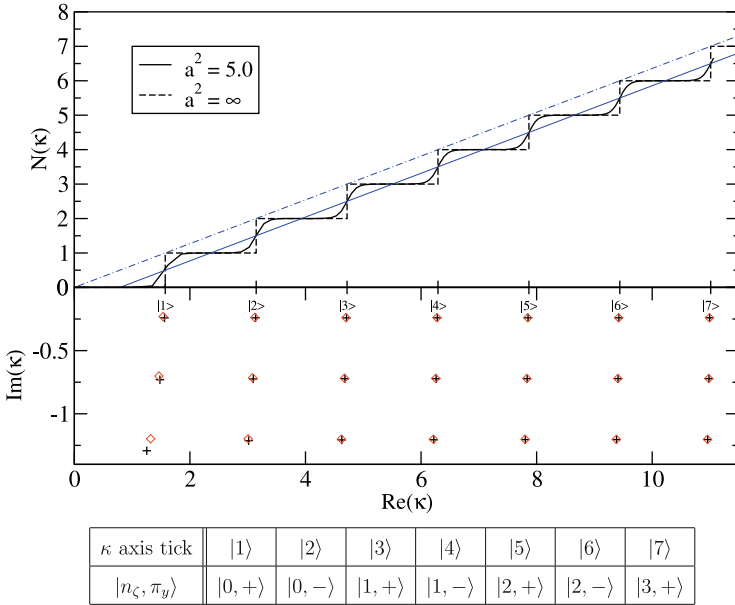 8
7
6
5
4
3
2
1
0
N(κ)
a² = 5.0
a² = ∞
|1> |2> |3> |4> |5> |6> |7>
-0.5
-1
Im(κ)
0 2 4 6 8 10
Re(κ)
κ axis tick |1⟩ |2⟩ |3⟩ |4⟩ |5⟩ |6⟩ |7⟩
|n_ζ, π_y⟩ |0, +⟩ |0, −⟩ |1, +⟩ |1, −⟩ |2, +⟩ |2, −⟩ |3, +⟩